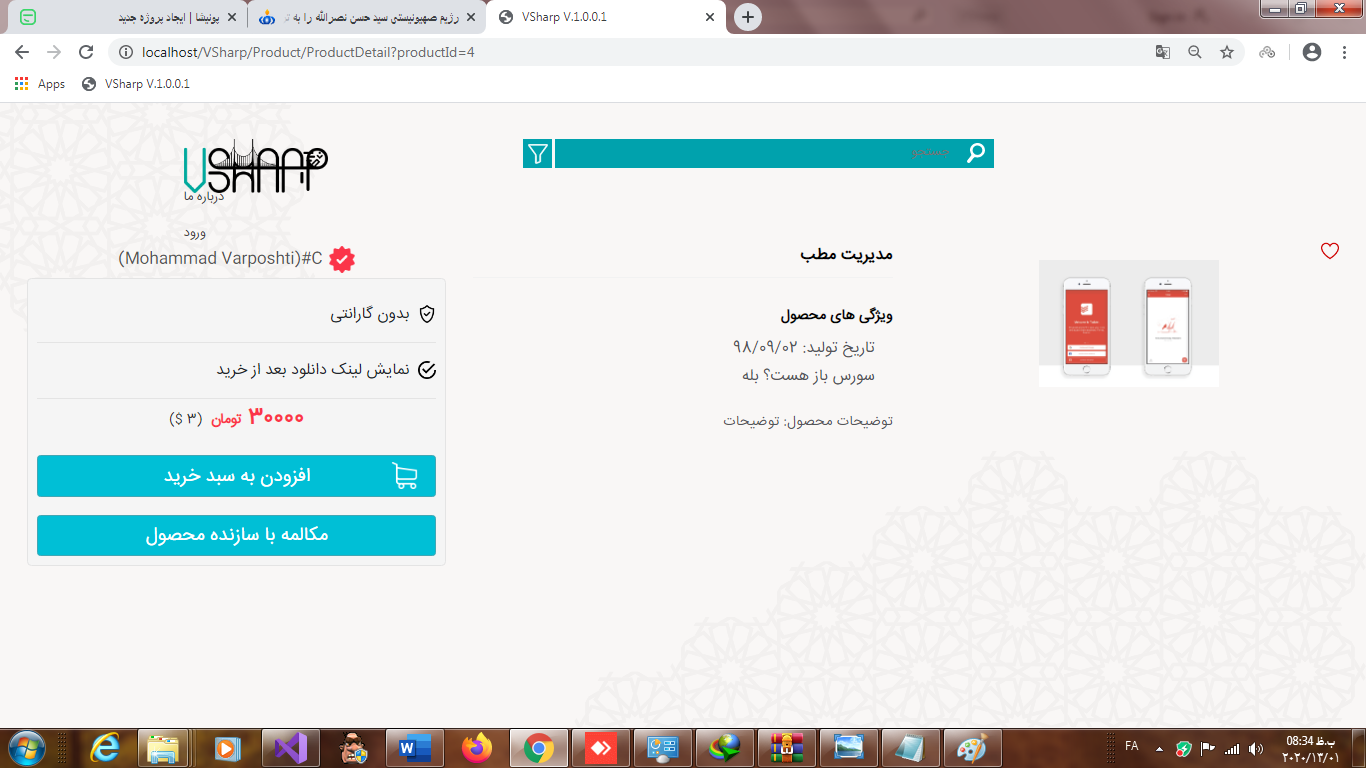 پونیشا | ایجاد پروژه جدید
رژیم صهیونیستی سید حسن نصرالله را به تر
VSharp V.1.0.0.1
localhost/VSharp/Product/ProductDetail?productId=4
Apps
VSharp V.1.0.0.1
VSHARP
جستجو
درباره ما
ورود
(Mohammad Varposhti)#C
مدیریت مطب
ویژگی های محصول
تاریخ تولید: ۹۸/۰۹/۰۲
سورس باز هست؟ بله
توضیحات محصول: توضیحات
بدون گارانتی
نمایش لینک دانلود بعد از خرید
۳۰۰۰۰ تومان (۳ $)
افزودن به سبد خرید
مکالمه با سازنده محصول
FA
08:34 ب.ظ
۲۰۲۰/۱۳/۰۱